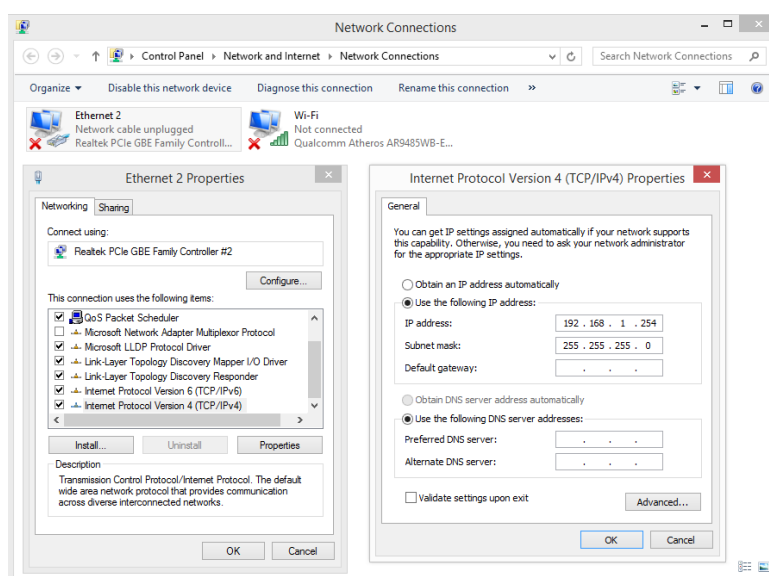 Network Connections
Control Panel Network and Internet Network Connections
Search Network Connections
Organize Disable this network device Diagnose this connection Rename this connection »
Ethernet 2
Network cable unplugged
Realtek PCIe GBE Family Controll...
Wi-Fi
Not connected
Qualcomm Atheros AR9485WB-E...
Ethernet 2 Properties
Networking Sharing
Connect using:
Realtek PCIe GBE Family Controller #2
Configure...
This connection uses the following items:
QoS Packet Scheduler
Microsoft Network Adapter Multiplexor Protocol
Microsoft LLDP Protocol Driver
Link-Layer Topology Discovery Mapper I/O Driver
Link-Layer Topology Discovery Responder
Internet Protocol Version 6 (TCP/IPv6)
Internet Protocol Version 4 (TCP/IPv4)
Install... Uninstall Properties
Description
Transmission Control Protocol/Internet Protocol. The default
wide area network protocol that provides communication
across diverse interconnected networks.
OK Cancel
Internet Protocol Version 4 (TCP/IPv4) Properties
General
You can get IP settings assigned automatically if your network supports
this capability. Otherwise, you need to ask your network administrator
for the appropriate IP settings.
Obtain an IP address automatically
Use the following IP address:
IP address: 192 . 168 . 1 . 254
Subnet mask: 255 . 255 . 255 . 0
Default gateway: . . .
Obtain DNS server address automatically
Use the following DNS server addresses:
Preferred DNS server: . . .
Alternate DNS server: . . .
Validate settings upon exit
Advanced...
OK Cancel